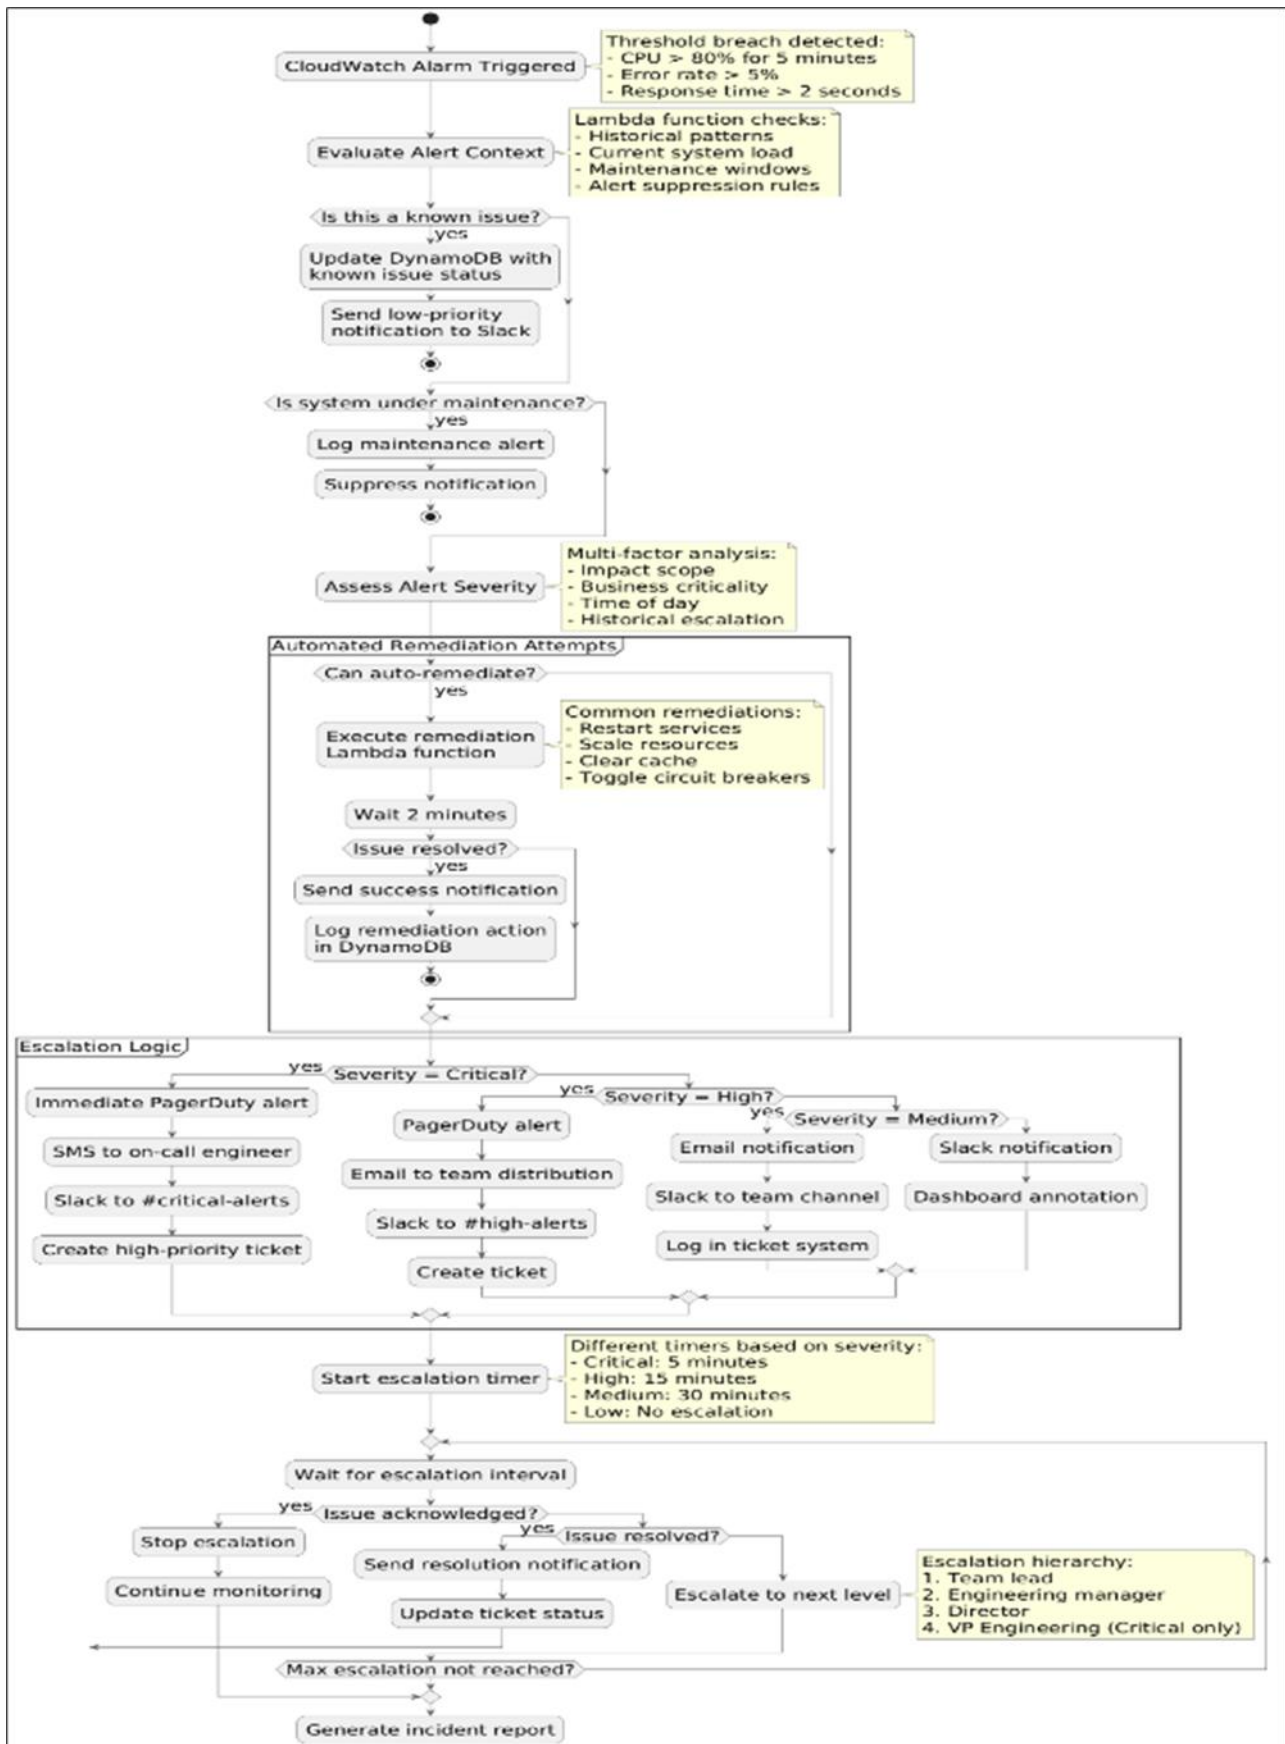 CloudWatch Alarm Triggered
Threshold breach detected:
- CPU > 80% for 5 minutes
- Error rate > 5%
- Response time > 2 seconds
Evaluate Alert Context
Lambda function checks:
- Historical patterns
- Current system load
- Maintenance windows
- Alert suppression rules
Is this a known issue?
yes
Update DynamoDB with
known issue status
Send low-priority
notification to Slack
Is system under maintenance?
yes
Log maintenance alert
Suppress notification
Assess Alert Severity
Multi-factor analysis:
- Impact scope
- Business criticality
- Time of day
- Historical escalation
Automated Remediation Attempts
Can auto-remediate?
yes
Execute remediation
Lambda function
Common remediations:
- Restart services
- Scale resources
- Clear cache
- Toggle circuit breakers
Wait 2 minutes
Issue resolved?
yes
Send success notification
Log remediation action
in DynamoDB
Escalation Logic
yes
Severity = Critical?
Immediate PagerDuty alert
SMS to on-call engineer
Slack to #critical-alerts
Create high-priority ticket
yes
Severity = High?
PagerDuty alert
Email to team distribution
Slack to #high-alerts
Create ticket
yes
Severity = Medium?
Email notification
Slack to team channel
Log in ticket system
Slack notification
Dashboard annotation
Start escalation timer
Different timers based on severity:
- Critical: 5 minutes
- High: 15 minutes
- Medium: 30 minutes
- Low: No escalation
Wait for escalation interval
yes
Issue acknowledged?
Stop escalation
Continue monitoring
yes
Issue resolved?
Send resolution notification
Update ticket status
Escalate to next level
Escalation hierarchy:
1. Team lead
2. Engineering manager
3. Director
4. VP Engineering (Critical only)
Max escalation not reached?
Generate incident report